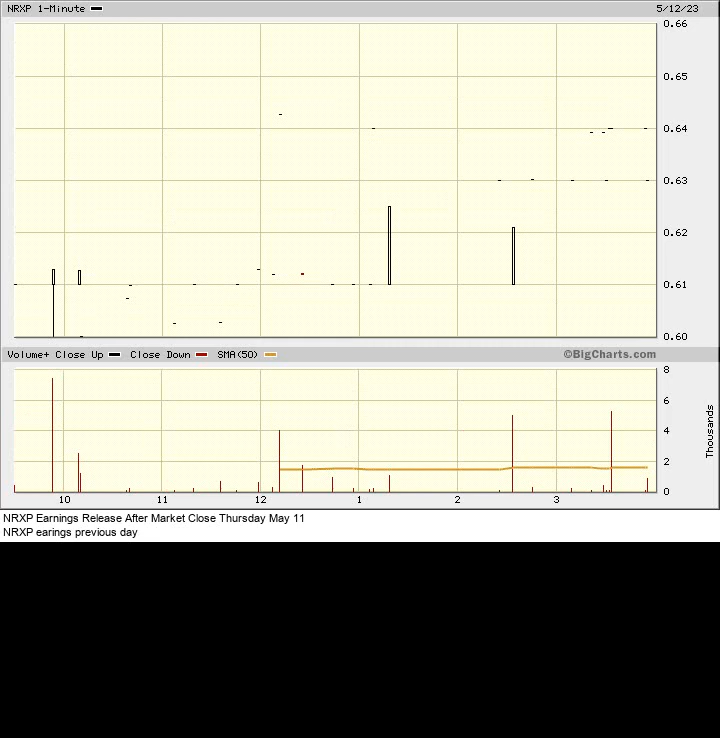 NRXP 1-Minute 5/12/23
0.66
0.65
0.64
0.63
0.62
0.61
0.60
Volume+ Close Up Close Down SMA(50) ©BigCharts.com
8
6
4
2
0
Thousands
10 11 12 1 2 3
NRXP Earnings Release After Market Close Thursday May 11
NRXP earings previous day